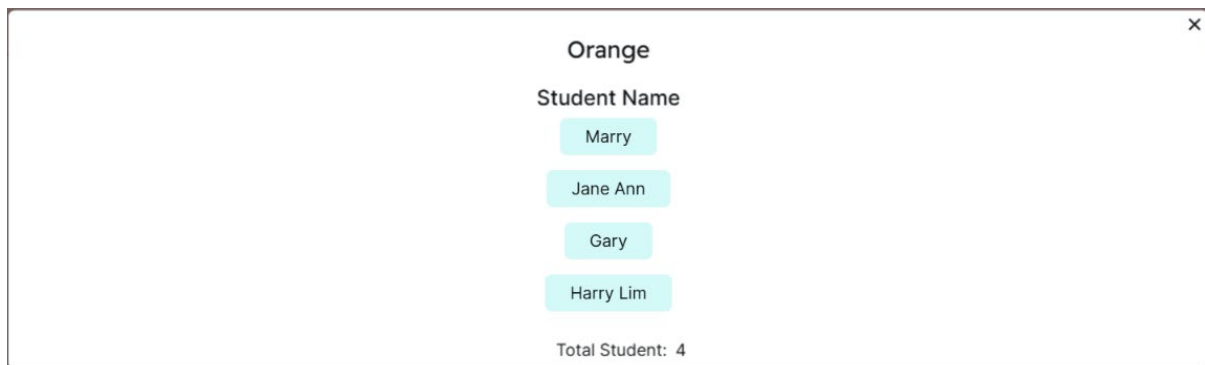 Orange
Student Name
Marry
Jane Ann
Gary
Harry Lim
Total Student: 4